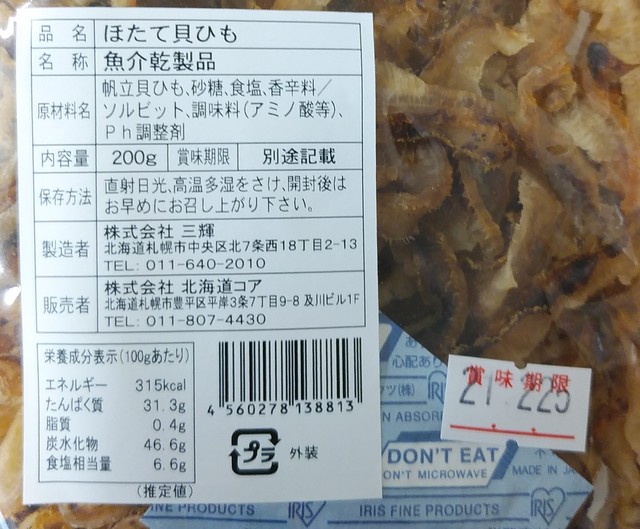 品名 ほたて貝ひも
名称 魚介乾製品
原材料名 帆立貝ひも、砂糖、食塩、香辛料／
ソルビット、調味料(アミノ酸等)、
Ph調整剤
内容量 200g 賞味期限 別途記載
保存方法 直射日光、高温多湿をさけ、開封後は
お早めにお召し上がり下さい。
製造者 株式会社 三輝
北海道札幌市中央区北7条西18丁目2-13
TEL: 011-640-2010
販売者 株式会社 北海道コア
北海道札幌市豊平区平岸3条7丁目9-8 及川ビル1F
TEL: 011-807-4430
栄養成分表示(100gあたり)
エネルギー 315kcal
たんぱく質 31.3g
脂質 0.4g
炭水化物 46.6g
食塩相当量 6.6g
(推定値)
4 560278 138813
プラ 外装
賞味期限
心配あ
ツ(株)
N ABSOR
DON'T EAT
ON'T MICROWAVE
MADE IN JA
INE PRODUCTS IRIS IRIS FINE PRODUCTS IRIS